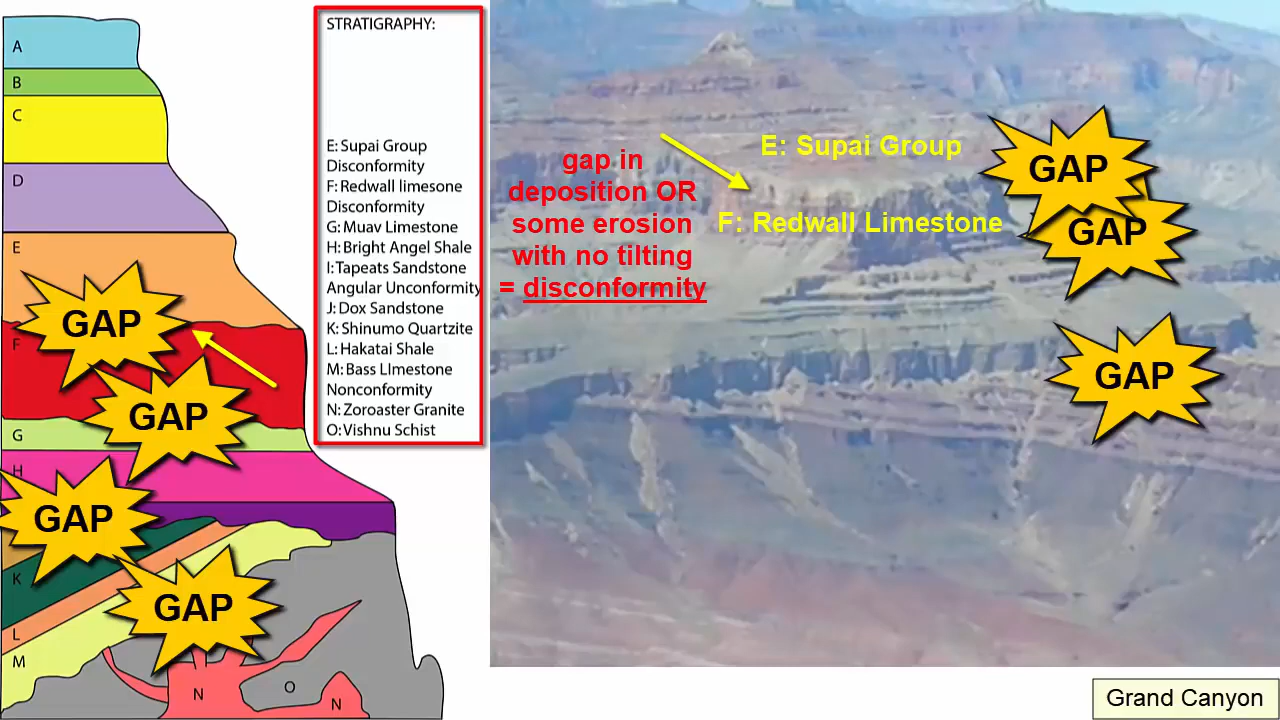 A
B
C
D
E
GAP
F
GAP
G
H
GAP
K
GAP
L
M
N
O
N
STRATIGRAPHY:
E: Supai Group
Disconformity
F: Redwall limesone
Disconformity
G: Muav Limestone
H: Bright Angel Shale
I: Tapeats Sandstone
Angular Unconformity
J: Dox Sandstone
K: Shinumo Quartzite
L: Hakatai Shale
M: Bass LImestone
Nonconformity
N: Zoroaster Granite
O: Vishnu Schist
gap in
deposition OR
some erosion
with no tilting
= disconformity
E: Supai Group
F: Redwall Limestone
GAP
GAP
GAP
Grand Canyon